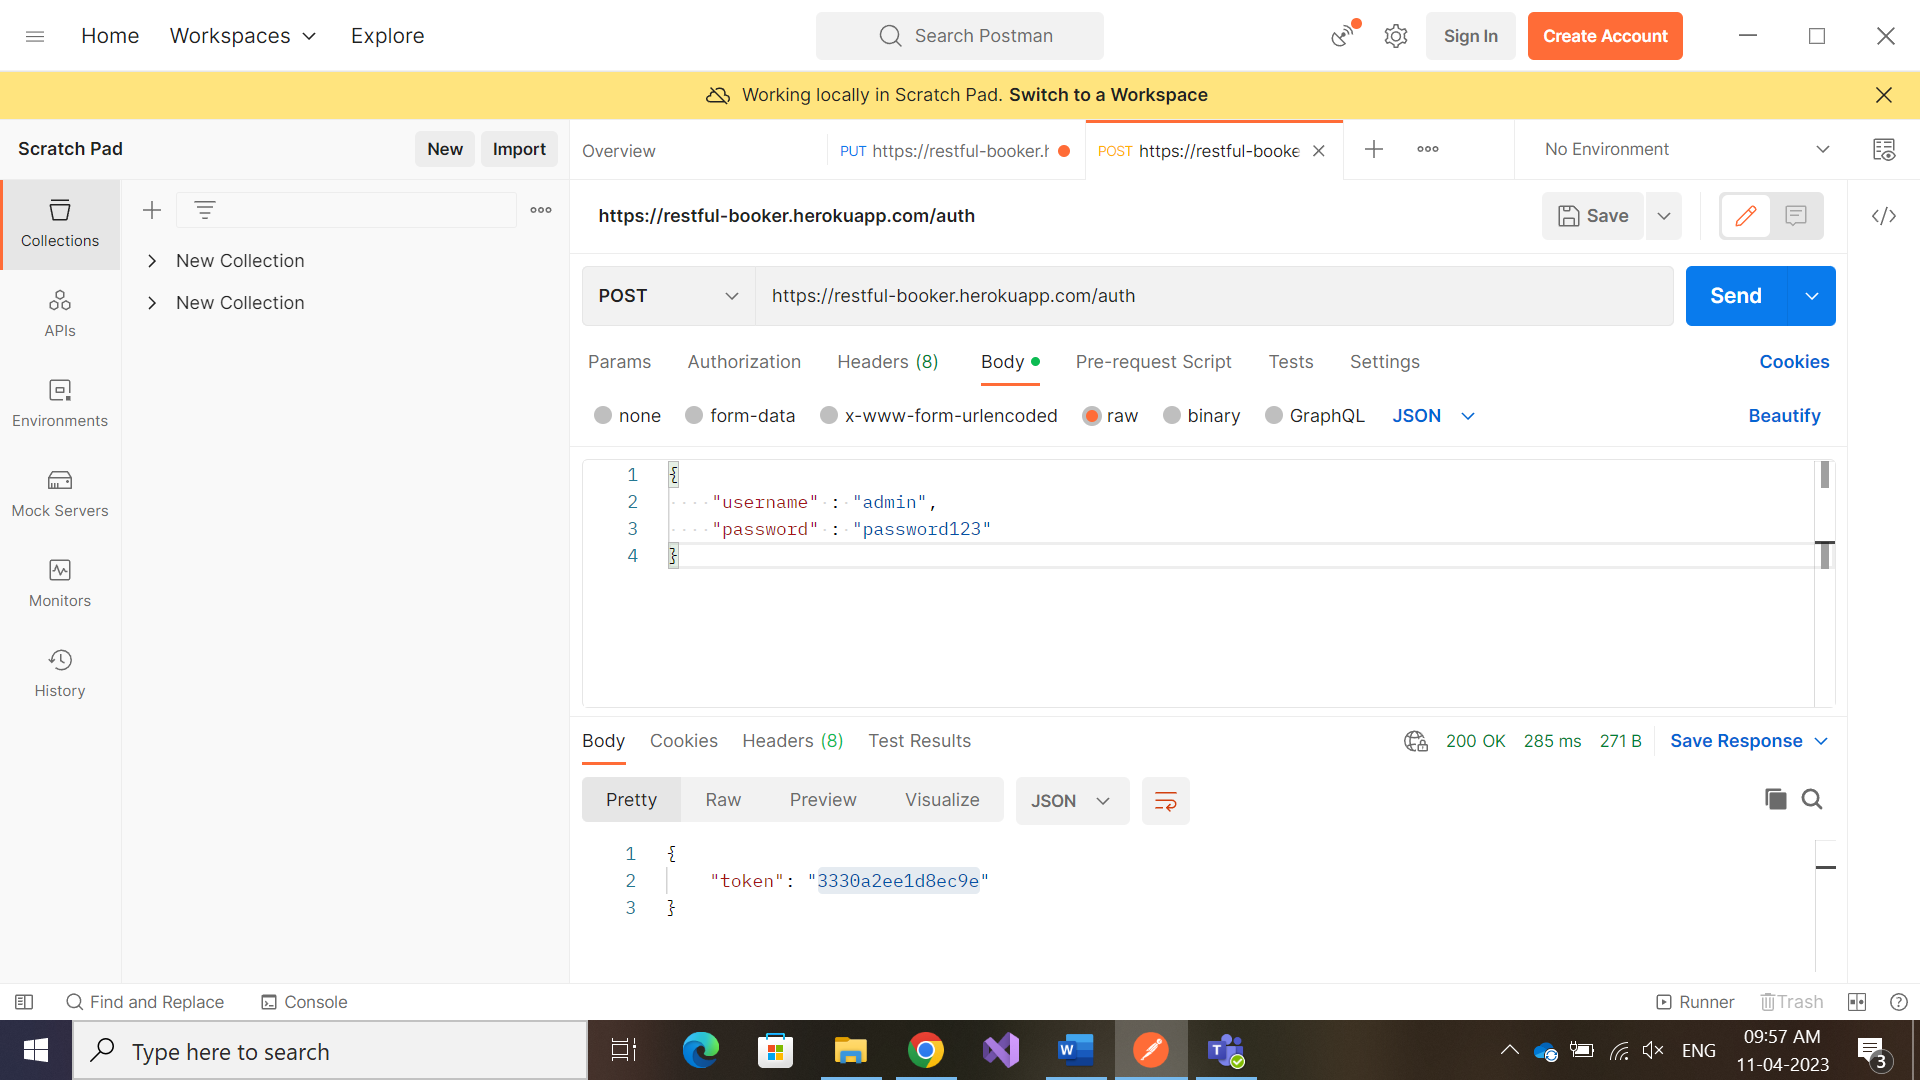 Home Workspaces Explore Search Postman Sign In Create Account
Working locally in Scratch Pad. Switch to a Workspace
Scratch Pad New Import Overview PUT https://restful-booker.h POST https://restful-booke No Environment
Collections
New Collection
New Collection
APIs
Environments
Mock Servers
Monitors
History
https://restful-booker.herokuapp.com/auth Save
POST https://restful-booker.herokuapp.com/auth Send
Params Authorization Headers (8) Body Pre-request Script Tests Settings Cookies
none form-data x-www-form-urlencoded raw binary GraphQL JSON Beautify
1 {
2 "username" : "admin",
3 "password" : "password123"
4 }
Body Cookies Headers (8) Test Results 200 OK 285 ms 271 B Save Response
Pretty Raw Preview Visualize JSON
1 {
2 "token": "3330a2ee1d8ec9e"
3 }
Find and Replace Console Runner Trash
Type here to search ENG 09:57 AM
11-04-2023 3